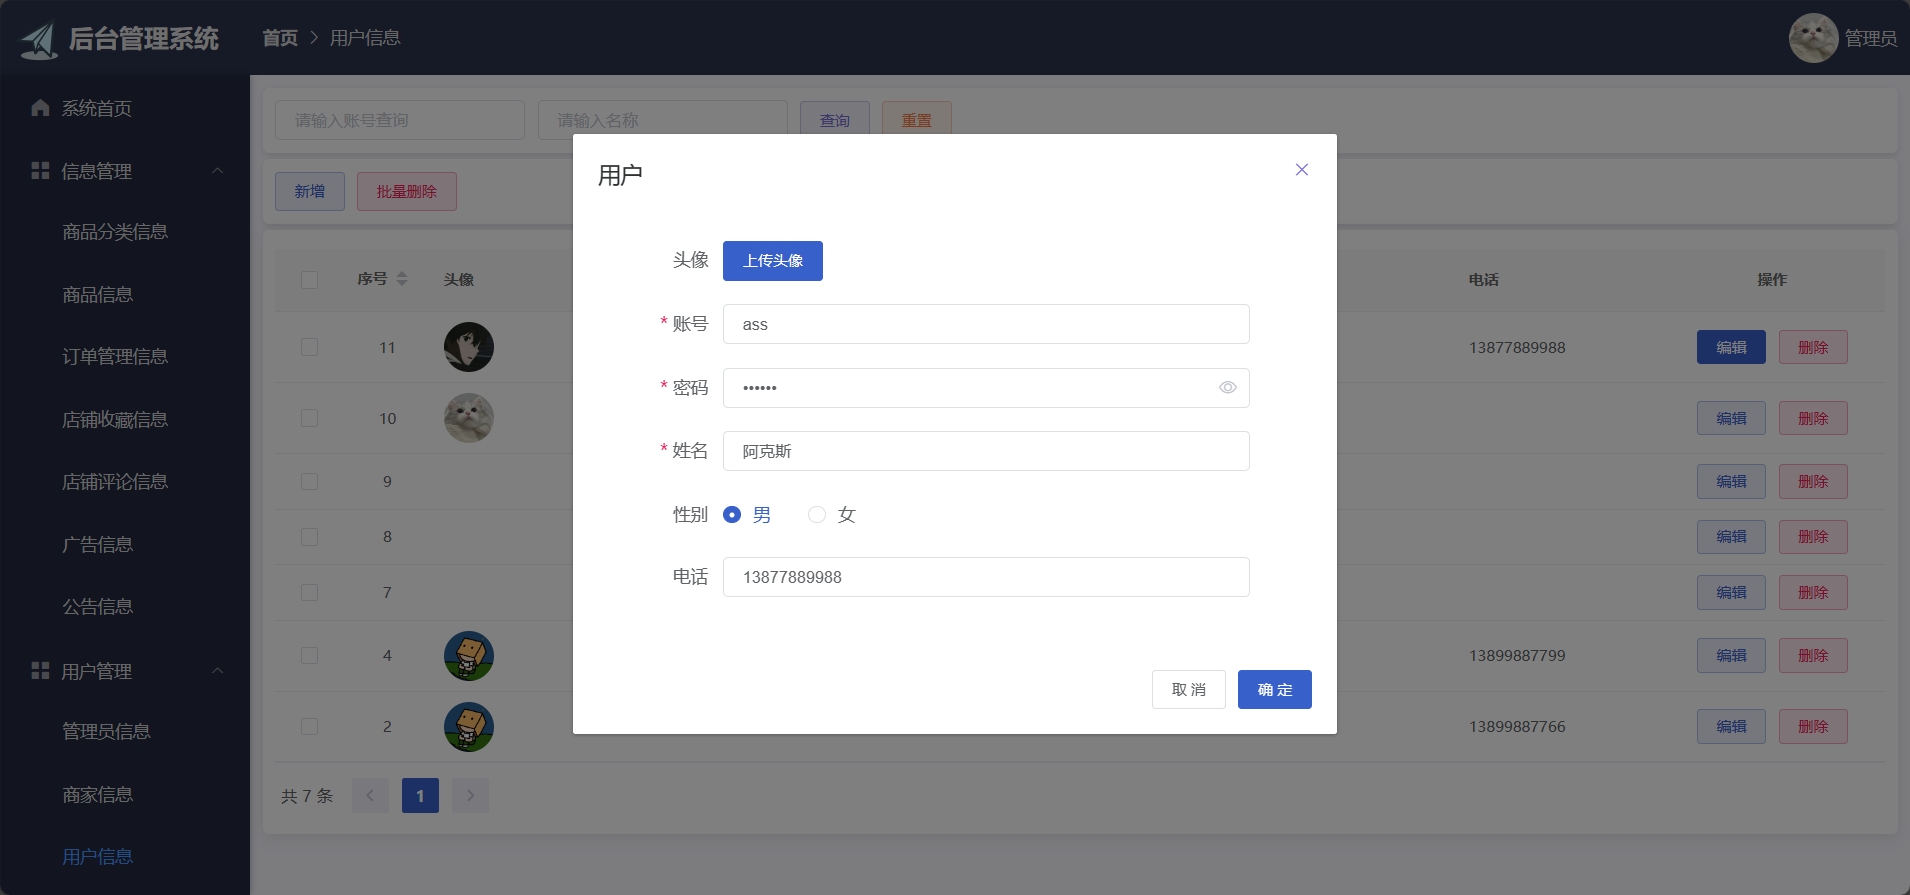 后台管理系统
首页 > 用户信息
管理员
系统首页
信息管理
商品分类信息
商品信息
订单管理信息
店铺收藏信息
店铺评论信息
广告信息
公告信息
用户管理
管理员信息
商家信息
用户信息
请输入账号查询 请输入名称 查询 重置
新增 批量删除
序号 头像 电话 操作
11 13877889988 编辑 删除
10 编辑 删除
9 编辑 删除
8 编辑 删除
7 编辑 删除
4 13899887799 编辑 删除
2 13899887766 编辑 删除
共 7 条 1
用户
头像 上传头像
* 账号 ass
* 密码 ••••••
* 姓名 阿克斯
性别 男 女
电话 13877889988
取 消 确 定